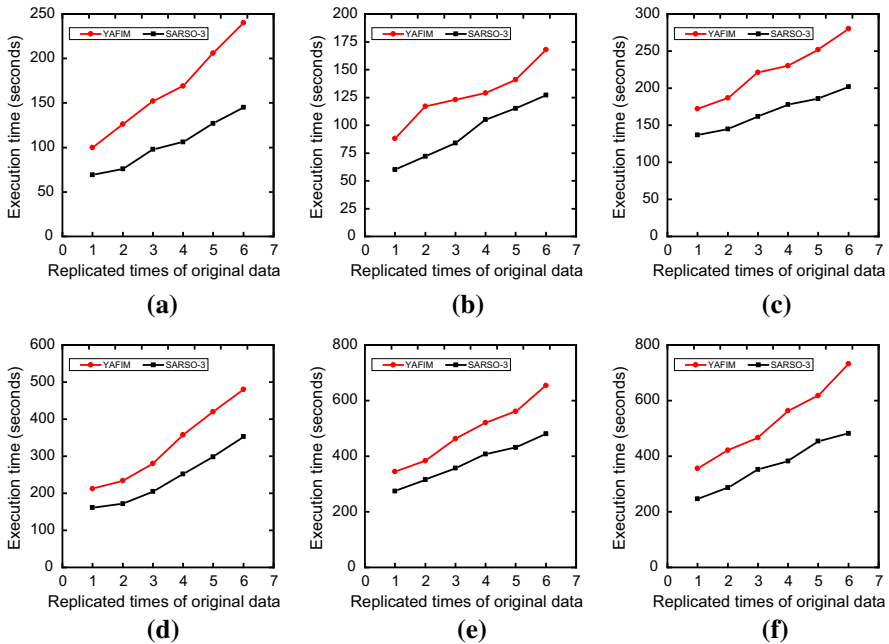 Execution time (seconds)
250
200
150
100
50
0
YAFIM SARSO-3
0 1 2 3 4 5 6 7
Replicated times of original data
(a)
Execution time (seconds)
200
175
150
125
100
75
50
25
0
YAFIM SARSO-3
0 1 2 3 4 5 6 7
Replicated times of original data
(b)
Execution time (seconds)
300
250
200
150
100
50
0
YAFIM SARSO-3
0 1 2 3 4 5 6 7
Replicated times of original data
(c)
Execution time (seconds)
600
500
400
300
200
100
0
YAFIM SARSO-3
0 1 2 3 4 5 6 7
Replicated times of original data
(d)
Execution time (seconds)
800
600
400
200
0
YAFIM SARSO-3
0 1 2 3 4 5 6 7
Replicated times of original data
(e)
Execution time (seconds)
800
600
400
200
0
YAFIM SARSO-3
0 1 2 3 4 5 6 7
Replicated times of original data
(f)